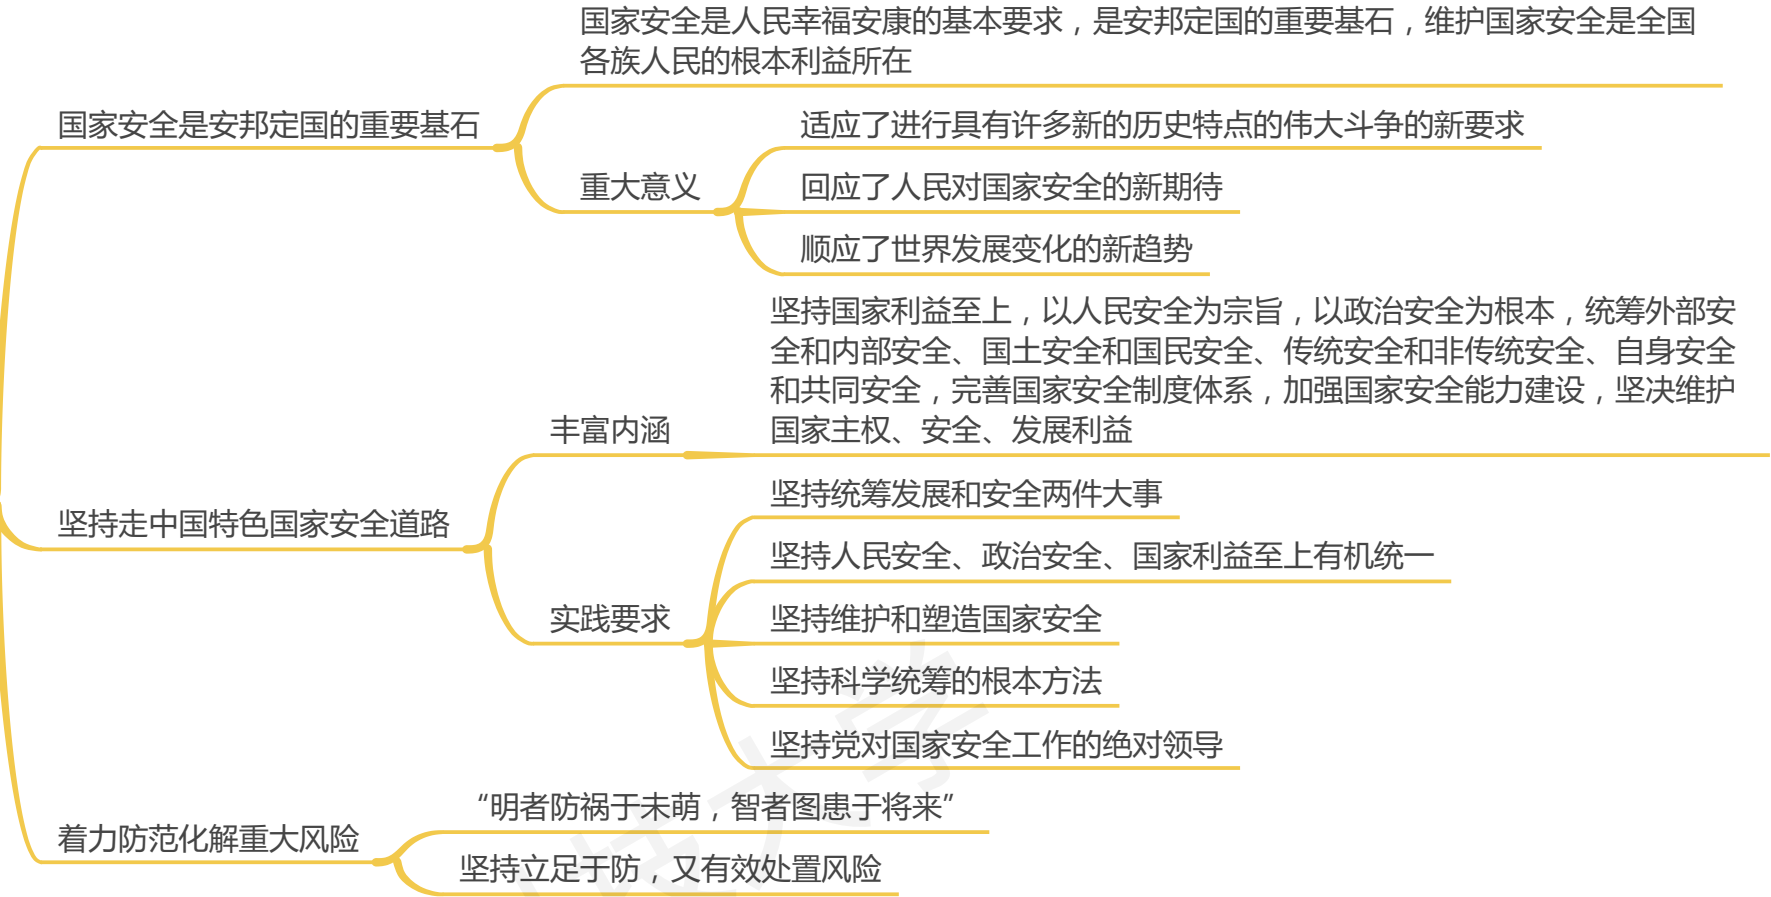 国家安全是人民幸福安康的基本要求，是安邦定国的重要基石，维护国家安全是全国
各族人民的根本利益所在
国家安全是安邦定国的重要基石
适应了进行具有许多新的历史特点的伟大斗争的新要求
重大意义
回应了人民对国家安全的新期待
顺应了世界发展变化的新趋势
坚持国家利益至上，以人民安全为宗旨，以政治安全为根本，统筹外部安
全和内部安全、国土安全和国民安全、传统安全和非传统安全、自身安全
和共同安全，完善国家安全制度体系，加强国家安全能力建设，坚决维护
国家主权、安全、发展利益
丰富内涵
坚持走中国特色国家安全道路
坚持统筹发展和安全两件大事
坚持人民安全、政治安全、国家利益至上有机统一
实践要求
坚持维护和塑造国家安全
坚持科学统筹的根本方法
坚持党对国家安全工作的绝对领导
着力防范化解重大风险
“明者防祸于未萌，智者图患于将来”
坚持立足于防，又有效处置风险
技大学